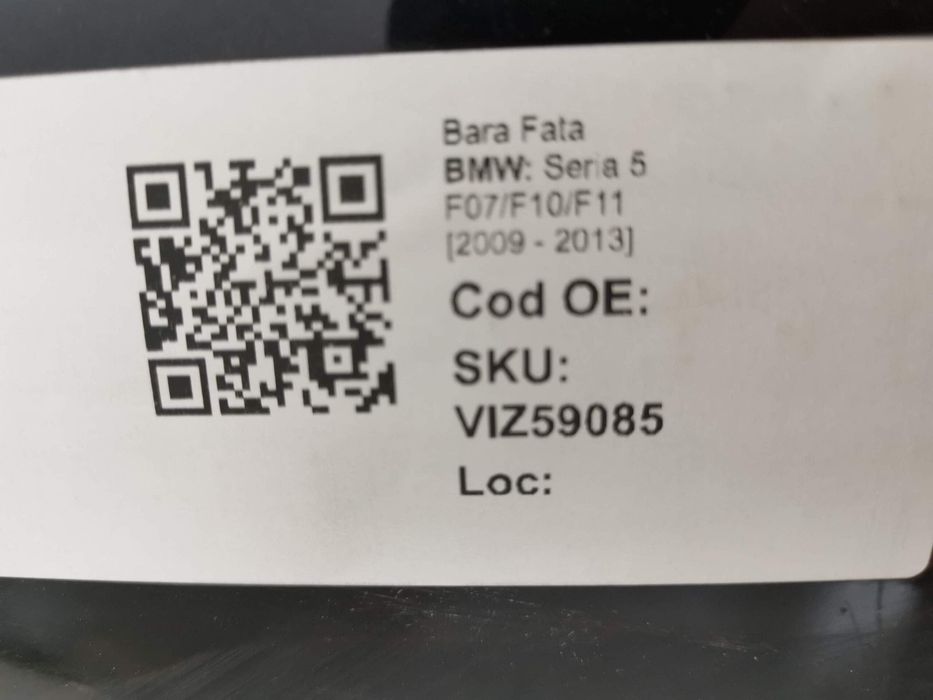 Bara Fata
BMW: Seria 5
F07/F10/F11
[2009 - 2013]
Cod OE:
SKU:
VIZ59085
Loc: